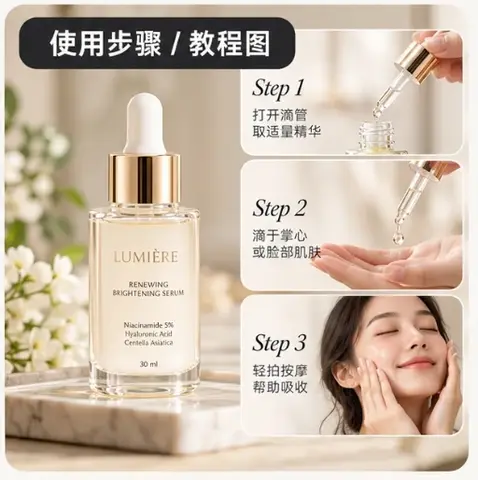 使用步骤 / 教程图
LUMIÈRE
RENEWING
BRIGHTENING SERUM
Niacinamide 5%
Hyaluronic Acid
Centella Asiatica
30 ml
Step 1
打开滴管
取适量精华
Step 2
滴于掌心
或脸部肌肤
Step 3
轻拍按摩
帮助吸收